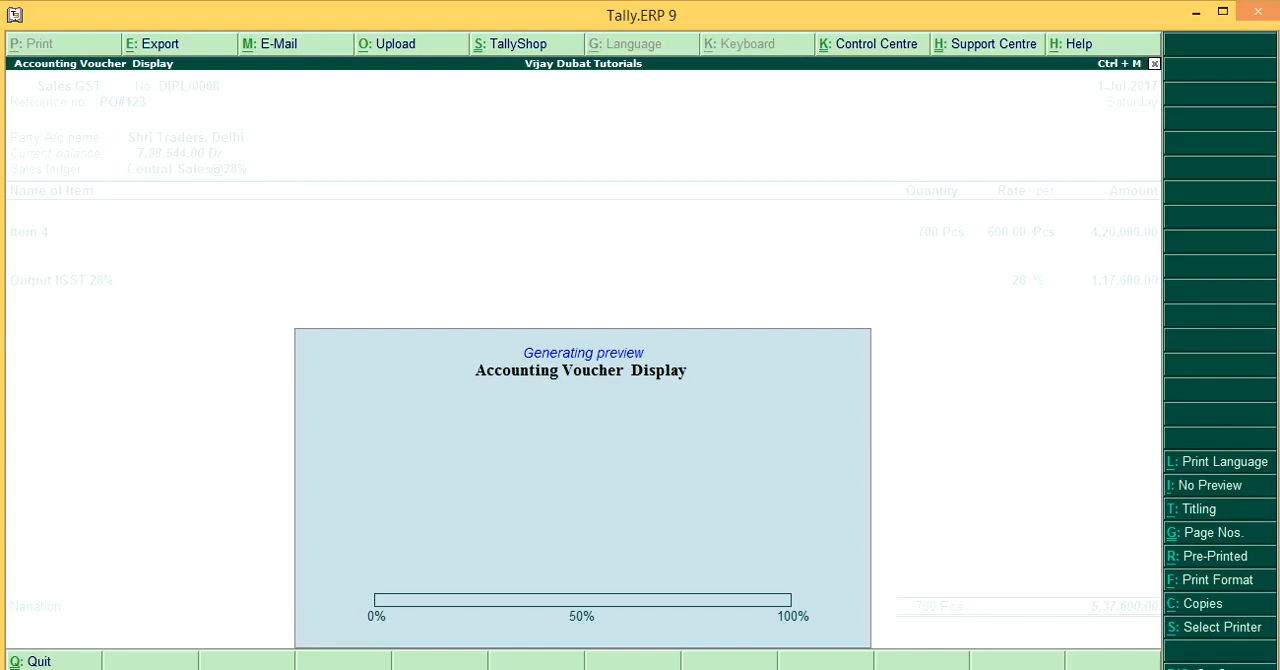 Tally.ERP 9
P: Print E: Export M: E-Mail O: Upload S: TallyShop G: Language K: Keyboard K: Control Centre H: Support Centre H: Help
Accounting Voucher Display Vijay Dubat Tutorials Ctrl + M
Sales GST No. DIPL/0008 1-Jul-2017
Reference no. PO#123 Saturday
Party A/c name Shri Traders, Delhi
Current balance 7,88,544.00 Dr
Sales ledger Central Sales@28%
Name of Item Quantity Rate per Amount
Item 4 700 Pcs 600.00 Pcs 4,20,000.00
Output IGST 28% 28 % 1,17,600.00
Generating preview
Accounting Voucher Display
0% 50% 100%
Narration: 700 Pcs 5,37,600.00
L: Print Language
I: No Preview
T: Titling
G: Page Nos.
R: Pre-Printed
F: Print Format
C: Copies
S: Select Printer
Q: Quit